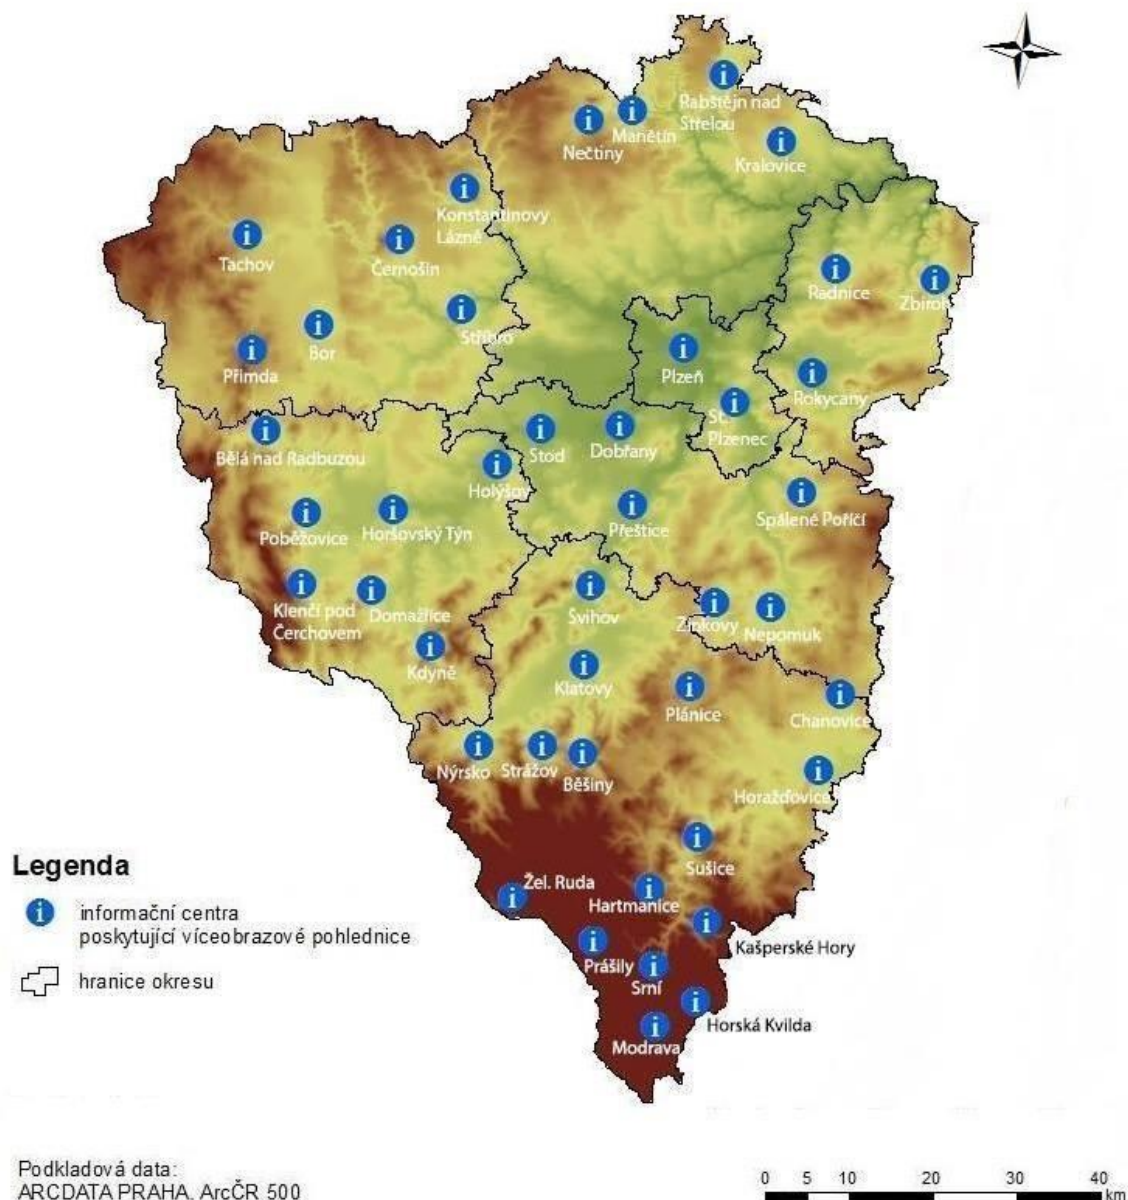 Rabštejn nad
Střelou
Manětín
Nečtiny
Kralovice
Konstantinovy
Lázně
Tachov
Černošín
Radnice
Zbiroh
Stříbro
Bor
Přimda
Plzeň
Rokycany
St.
Plzenec
Stod
Dobřany
Bělá nad Radbuzou
Holýšov
Spálené Poříčí
Přeštice
Horšovský Týn
Poběžovice
Klenčí pod
Čerchovem
Domažlice
Švihov
Žinkovy
Nepomuk
Kdyně
Klatovy
Plánice
Chanovice
Nýrsko
Strážov
Běšiny
Horažďovice
Sušice
Žel. Ruda
Hartmanice
Kašperské Hory
Prášily
Srní
Horská Kvilda
Modrava
Legenda
informační centra
poskytující víceobrazové pohlednice
hranice okresu
Podkladová data:
ARCDATA PRAHA, ArcČR 500
0 5 10 20 30 40
km